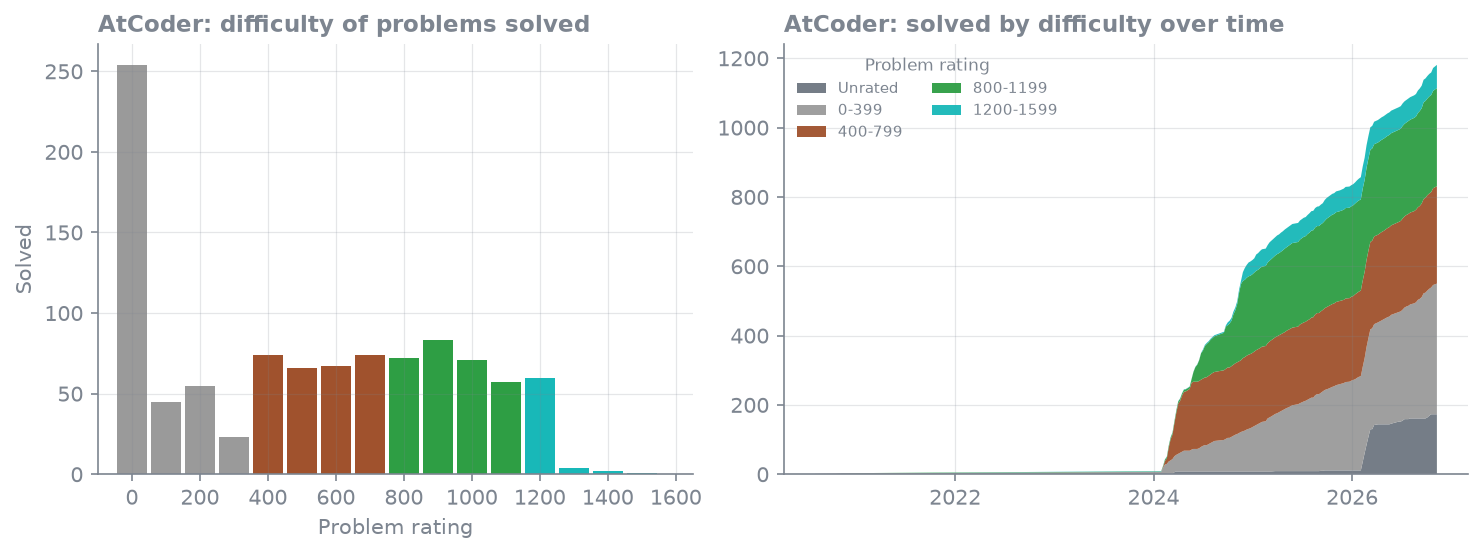 AtCoder: difficulty of problems solved
Solved
250
200
150
100
50
0
0 200 400 600 800 1000 1200 1400 1600
Problem rating
AtCoder: solved by difficulty over time
Problem rating
Unrated
0-399
400-799
800-1199
1200-1599
1200
1000
800
600
400
200
0
2022 2024 2026